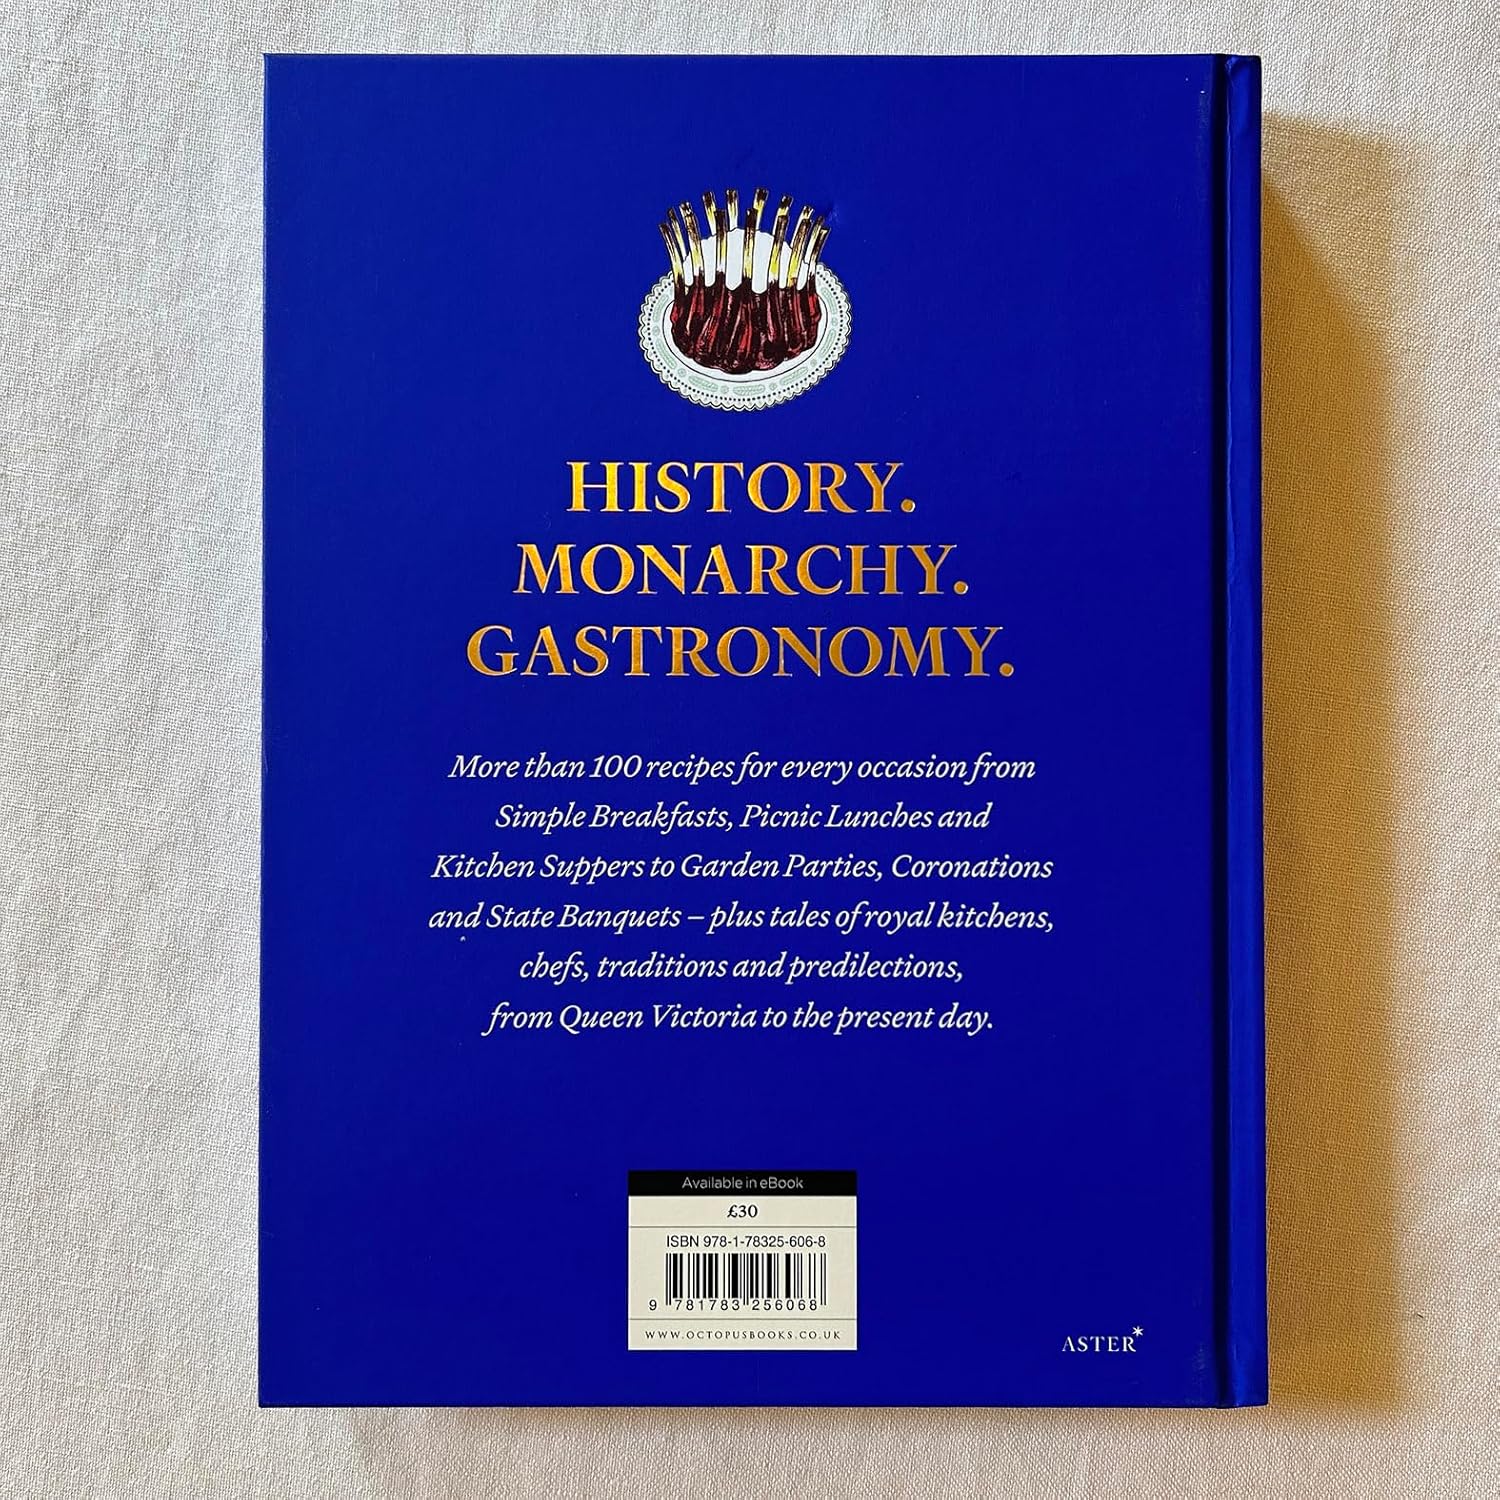 HISTORY.
MONARCHY.
GASTRONOMY.
More than 100 recipes for every occasion from
Simple Breakfasts, Picnic Lunches and
Kitchen Suppers to Garden Parties, Coronations
and State Banquets – plus tales of royal kitchens,
chefs, traditions and predilections,
from Queen Victoria to the present day.
Available in eBook
£30
ISBN 978-1-78325-606-8
9 781783 256068
WWW.OCTOPUSBOOKS.CO.UK
ASTER*